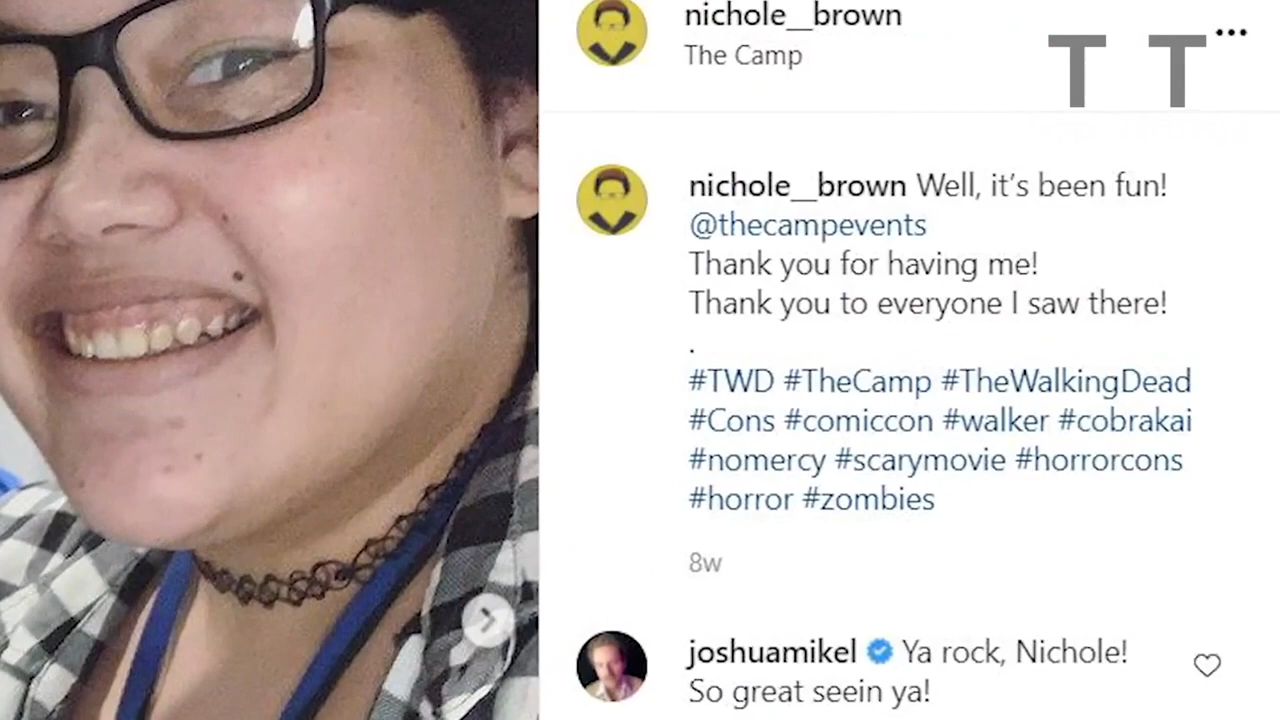 nichole__brown
The Camp
T T
nichole__brown Well, it's been fun!
@thecampevents
Thank you for having me!
Thank you to everyone I saw there!
.
#TWD #TheCamp #TheWalkingDead
#Cons #comiccon #walker #cobrakai
#nomercy #scarymovie #horrorcons
#horror #zombies
8w
joshuamikel Ya rock, Nichole!
So great seein ya!